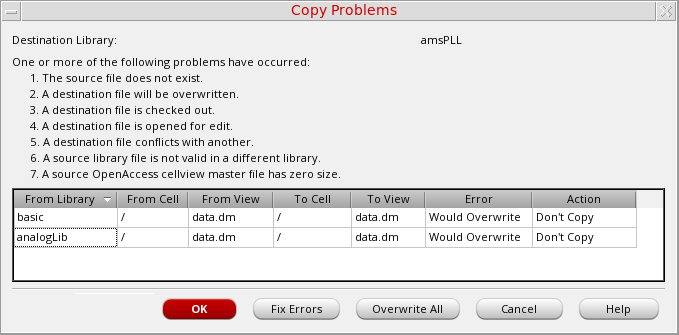 Copy Problems
Destination Library: amsPLL
One or more of the following problems have occurred:
1. The source file does not exist.
2. A destination file will be overwritten.
3. A destination file is checked out.
4. A destination file is opened for edit.
5. A destination file conflicts with another.
6. A source library file is not valid in a different library.
7. A source OpenAccess cellview master file has zero size.
From Library From Cell From View To Cell To View Error Action
basic / data.dm / data.dm Would Overwrite Don't Copy
analogLib / data.dm / data.dm Would Overwrite Don't Copy
OK Fix Errors Overwrite All Cancel Help